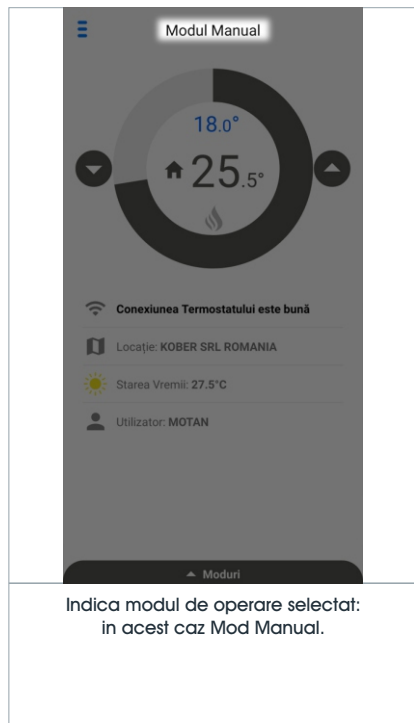 Modul Manual
18.0°
25.5°
Conexiunea Termostatului este bună
Locație: KOBER SRL ROMANIA
Starea Vremii: 27.5°C
Utilizator: MOTAN
Moduri
Indica modul de operare selectat:
in acest caz Mod Manual.